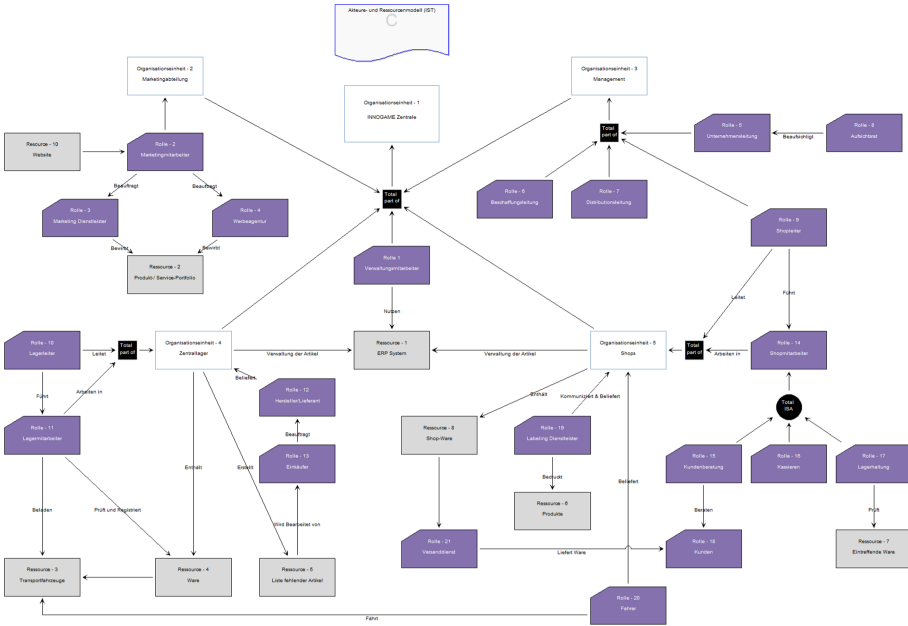 Akteure- und Ressourcenmodell (IST)
C
Organisationseinheit - 2
Marketingabteilung
Organisationseinheit - 3
Management
Organisationseinheit - 1
INNOGAME Zentrale
Ressource - 10
Website
Rolle - 2
Marketingmitarbeiter
Total
part of
Rolle - 5
Unternehmensleitung
Beaufsichtigt
Rolle - 8
Aufsichtsrat
Beauftragt
Beauftragt
Rolle - 3
Marketing Dienstleister
Rolle - 4
Werbeagentur
Total
part of
Rolle - 6
Beschaffungsleitung
Rolle - 7
Distributionsleitung
Rolle - 9
Shopleiter
Bewirbt
Bewirbt
Ressource - 2
Produkt-/ Service-Portfolio
Rolle 1
Verwaltungsmitarbeiter
Nutzen
Leitet
Führt
Rolle - 10
Lagerleiter
Leitet
Total
part of
Organisationseinheit - 4
Zentrallager
Verwaltung der Artikel
Ressource - 1
ERP System
Verwaltung der Artikel
Organisationseinheit - 5
Shops
Total
part of
Arbeiten in
Rolle - 14
Shopmitarbeiter
Führt
Arbeiten in
Beliefert
Rolle - 12
Hersteller/Lieferant
Enthält
Kommuniziert & Beliefert
Total
ISA
Rolle - 11
Lagermitarbeiter
Beauftragt
Rolle - 13
Einkäufer
Ressource - 8
Shop-Ware
Rolle - 19
Labeling Dienstleister
Rolle - 15
Kundenberatung
Rolle - 16
Kassieren
Rolle - 17
Lagerhaltung
Enthält
Erstellt
Bedruckt
Beliefert
Beladen
Prüft und Registriert
Wird Bearbeitet von
Ressource - 6
Produkte
Beraten
Prüft
Rolle - 21
Versanddienst
Liefert Ware
Rolle - 18
Kunden
Ressource - 7
Eintreffende Ware
Ressource - 3
Transportfahrzeuge
Ressource - 4
Ware
Ressource - 5
Liste fehlender Artikel
Rolle - 20
Fahrer
Fährt